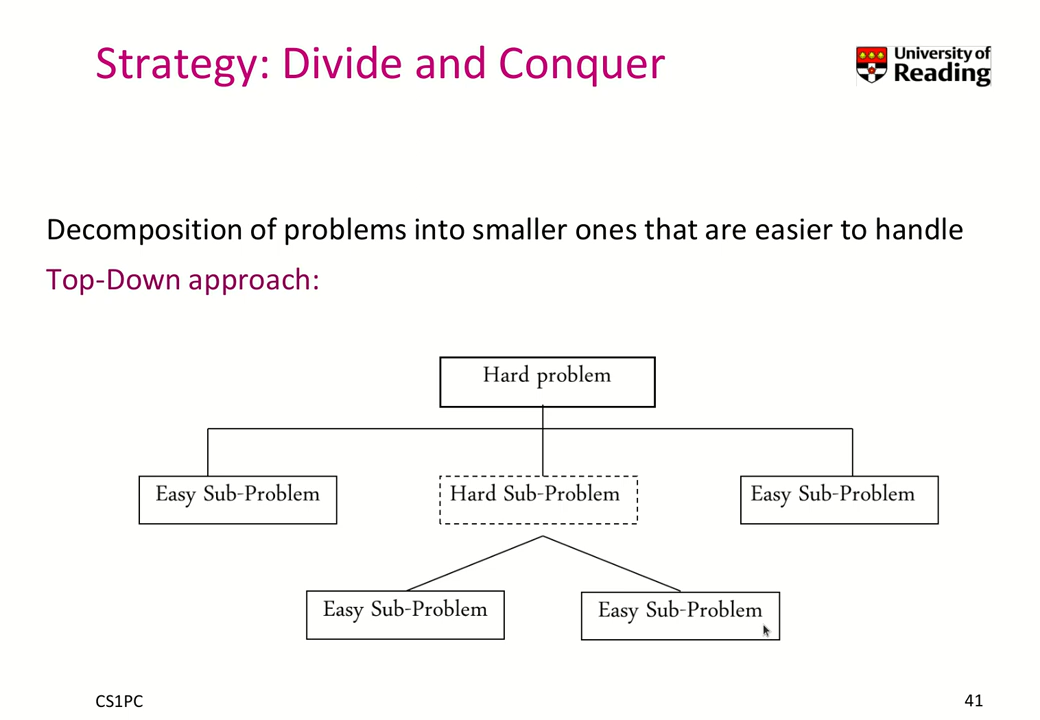 Strategy: Divide and Conquer
University of
Reading
Decomposition of problems into smaller ones that are easier to handle
Top-Down approach:
Hard problem
Easy Sub-Problem
Hard Sub-Problem
Easy Sub-Problem
Easy Sub-Problem
Easy Sub-Problem
CS1PC
41